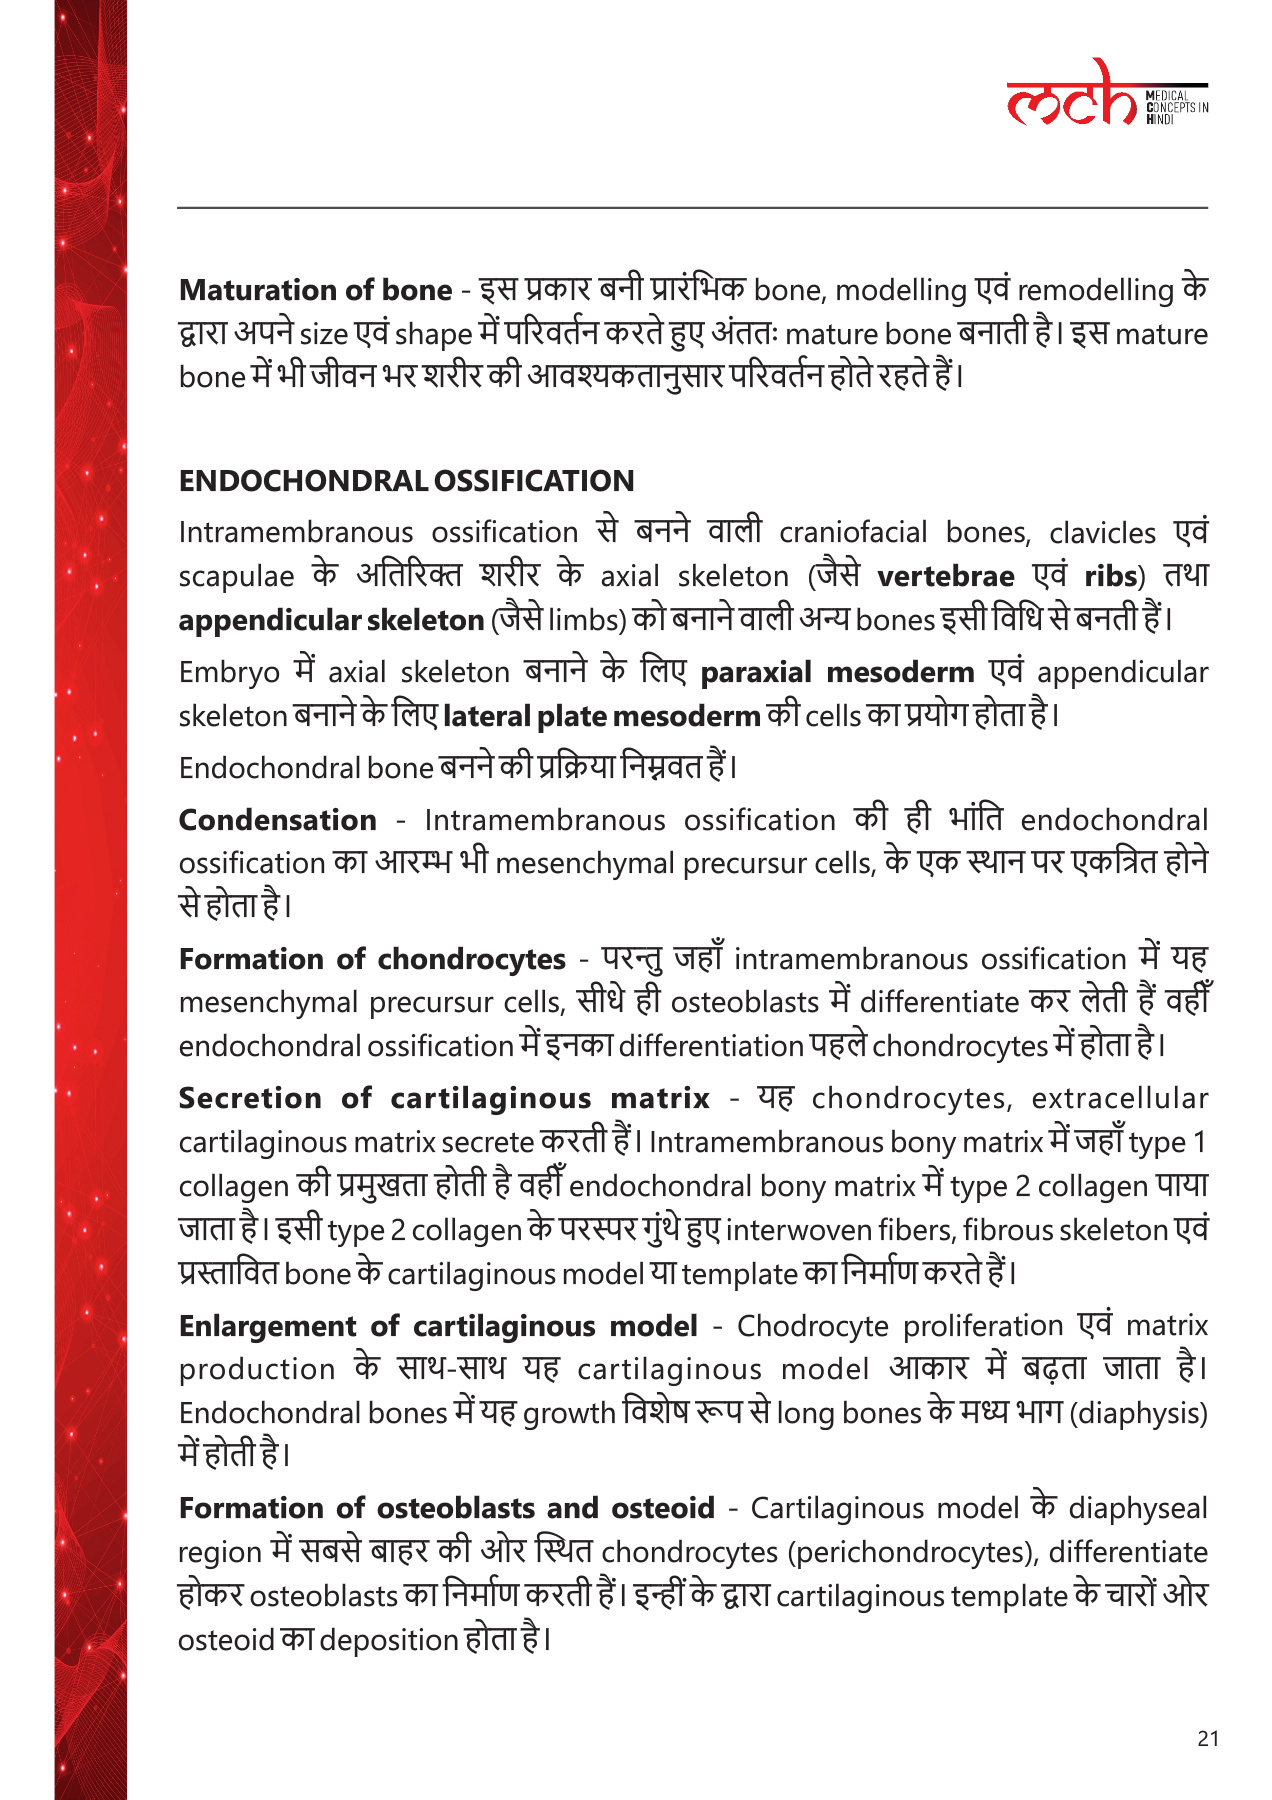 mch
MEDICAL
CONCEPTS IN
HINDI
Maturation of bone - इस प्रकार बनी प्रारंभिक bone, modelling एवं remodelling के
द्वारा अपने size एवं shape में परिवर्तन करते हुए अंततः mature bone बनाती है। इस mature
bone में भी जीवन भर शरीर की आवश्यकतानुसार परिवर्तन होते रहते हैं।
ENDOCHONDRAL OSSIFICATION
Intramembranous ossification से बनने वाली craniofacial bones, clavicles एवं
scapulae के अतिरिक्त शरीर के axial skeleton (जैसे vertebrae एवं ribs) तथा
appendicular skeleton (जैसे limbs) को बनाने वाली अन्य bones इसी विधि से बनती हैं।
Embryo में axial skeleton बनाने के लिए paraxial mesoderm एवं appendicular
skeleton बनाने के लिए lateral plate mesoderm की cells का प्रयोग होता है।
Endochondral bone बनने की प्रक्रिया निम्नवत हैं।
Condensation - Intramembranous ossification की ही भांति endochondral
ossification का आरम्भ भी mesenchymal precursur cells, के एक स्थान पर एकत्रित होने
से होता है।
Formation of chondrocytes - परन्तु जहाँ intramembranous ossification में यह
mesenchymal precursur cells, सीधे ही osteoblasts में differentiate कर लेती हैं वहीँ
endochondral ossification में इनका differentiation पहले chondrocytes में होता है।
Secretion of cartilaginous matrix - यह chondrocytes, extracellular
cartilaginous matrix secrete करती हैं। Intramembranous bony matrix में जहाँ type 1
collagen की प्रमुखता होती है वहीँ endochondral bony matrix में type 2 collagen पाया
जाता है। इसी type 2 collagen के परस्पर गुंथे हुए interwoven fibers, fibrous skeleton एवं
प्रस्तावित bone के cartilaginous model या template का निर्माण करते हैं।
Enlargement of cartilaginous model - Chodrocyte proliferation एवं matrix
production के साथ-साथ यह cartilaginous model आकार में बढ़ता जाता है।
Endochondral bones में यह growth विशेष रूप से long bones के मध्य भाग (diaphysis)
में होती है।
Formation of osteoblasts and osteoid - Cartilaginous model के diaphyseal
region में सबसे बाहर की ओर स्थित chondrocytes (perichondrocytes), differentiate
होकर osteoblasts का निर्माण करती हैं। इन्हीं के द्वारा cartilaginous template के चारों ओर
osteoid का deposition होता है।
21